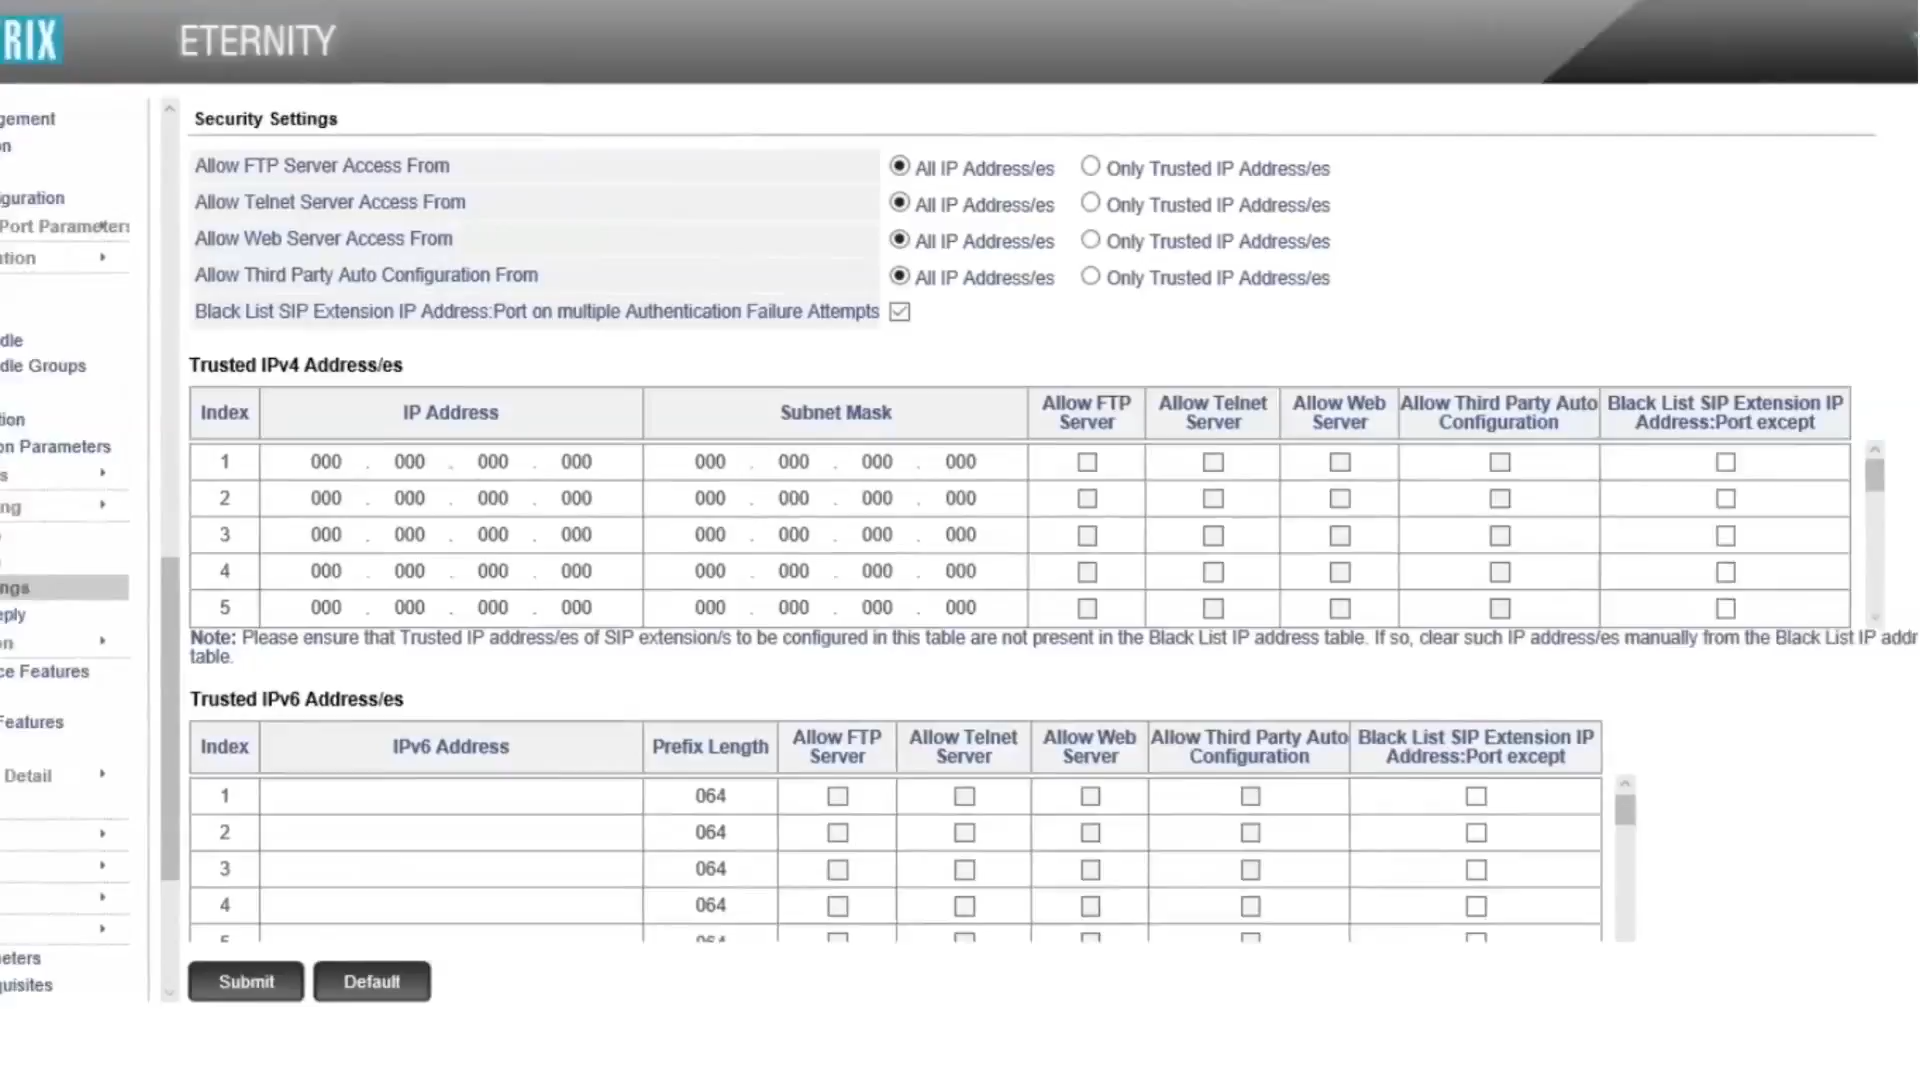 RIX
ETERNITY
gement
on
guration
Port Parameters
ation
dle
dle Groups
tion
on Parameters
s
ng
ngs
eply
on
ce Features
Features
Detail
eters
quisites
Security Settings
Allow FTP Server Access From All IP Address/es Only Trusted IP Address/es
Allow Telnet Server Access From All IP Address/es Only Trusted IP Address/es
Allow Web Server Access From All IP Address/es Only Trusted IP Address/es
Allow Third Party Auto Configuration From All IP Address/es Only Trusted IP Address/es
Black List SIP Extension IP Address:Port on multiple Authentication Failure Attempts
Trusted IPv4 Address/es
Index IP Address Subnet Mask Allow FTP Server Allow Telnet Server Allow Web Server Allow Third Party Auto Configuration Black List SIP Extension IP Address:Port except
1 000 . 000 . 000 . 000 000 . 000 . 000 . 000
2 000 . 000 . 000 . 000 000 . 000 . 000 . 000
3 000 . 000 . 000 . 000 000 . 000 . 000 . 000
4 000 . 000 . 000 . 000 000 . 000 . 000 . 000
5 000 . 000 . 000 . 000 000 . 000 . 000 . 000
Note: Please ensure that Trusted IP address/es of SIP extension/s to be configured in this table are not present in the Black List IP address table. If so, clear such IP address/es manually from the Black List IP addr
table.
Trusted IPv6 Address/es
Index IPv6 Address Prefix Length Allow FTP Server Allow Telnet Server Allow Web Server Allow Third Party Auto Configuration Black List SIP Extension IP Address:Port except
1 064
2 064
3 064
4 064
5 064
Submit Default